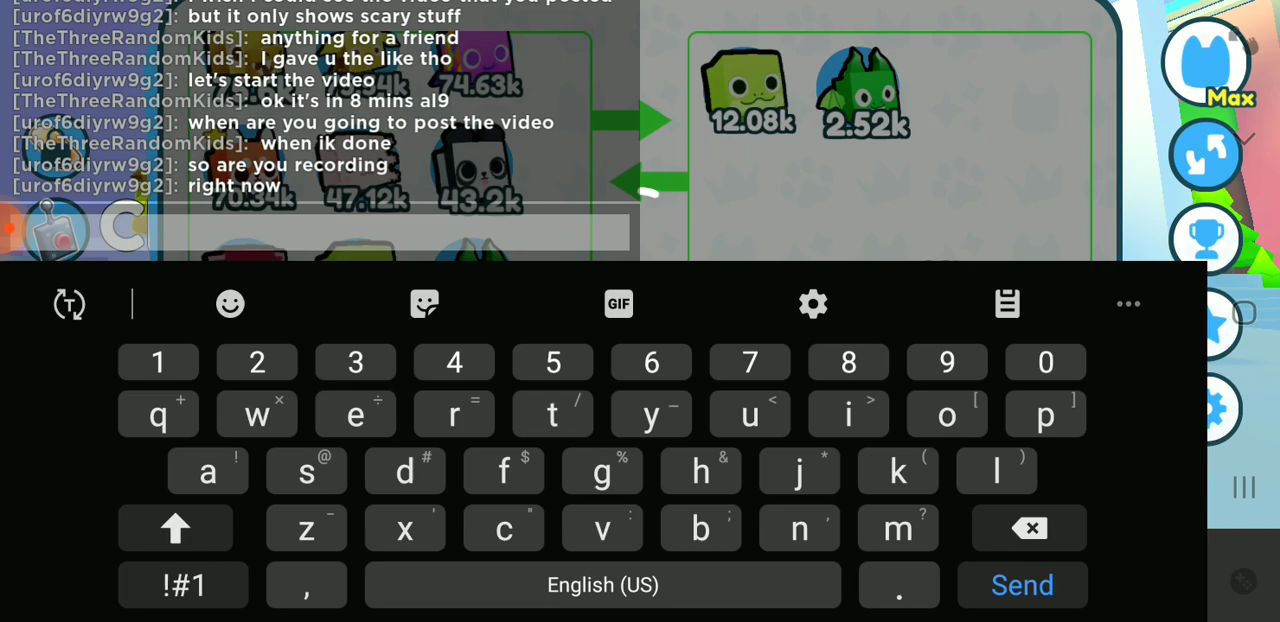 [urof6diyrw9g2]: but it only shows scary stuff
[TheThreeRandomKids]: anything for a friend
[TheThreeRandomKids]: I gave u the like tho
[urof6diyrw9g2]: let's start the video
[TheThreeRandomKids]: ok it's in 8 mins al9
[urof6diyrw9g2]: when are you going to post the video
[TheThreeRandomKids]: when ik done
[urof6diyrw9g2]: so are you recording
[urof6diyrw9g2]: right now
74.63k
70.34k 47.12k 43.2k
12.08k 2.52k
Max
T GIF
1 2 3 4 5 6 7 8 9 0
q + w × e ÷ r = t / y _ u < i > o [ p ]
a ! s @ d # f $ g % h & j * k ( l )
z - x ' c " v : b ; n , m ?
!#1 , English (US) . Send